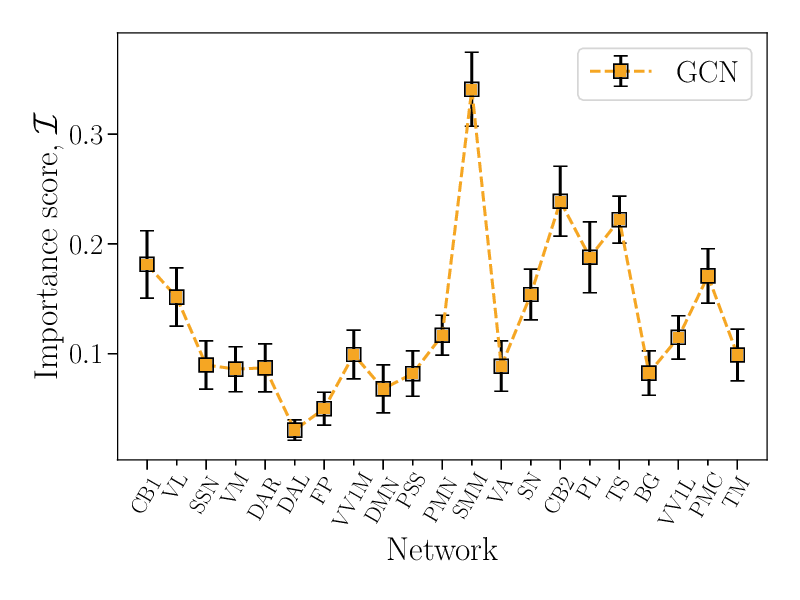 GCN
Importance score, ℐ
0.3
0.2
0.1
CB1 VL SSN VM DAR DAL FP VV1M DMN PSS PMN SMM VA SN CB2 PL TS BG VV1L PMC TM
Network